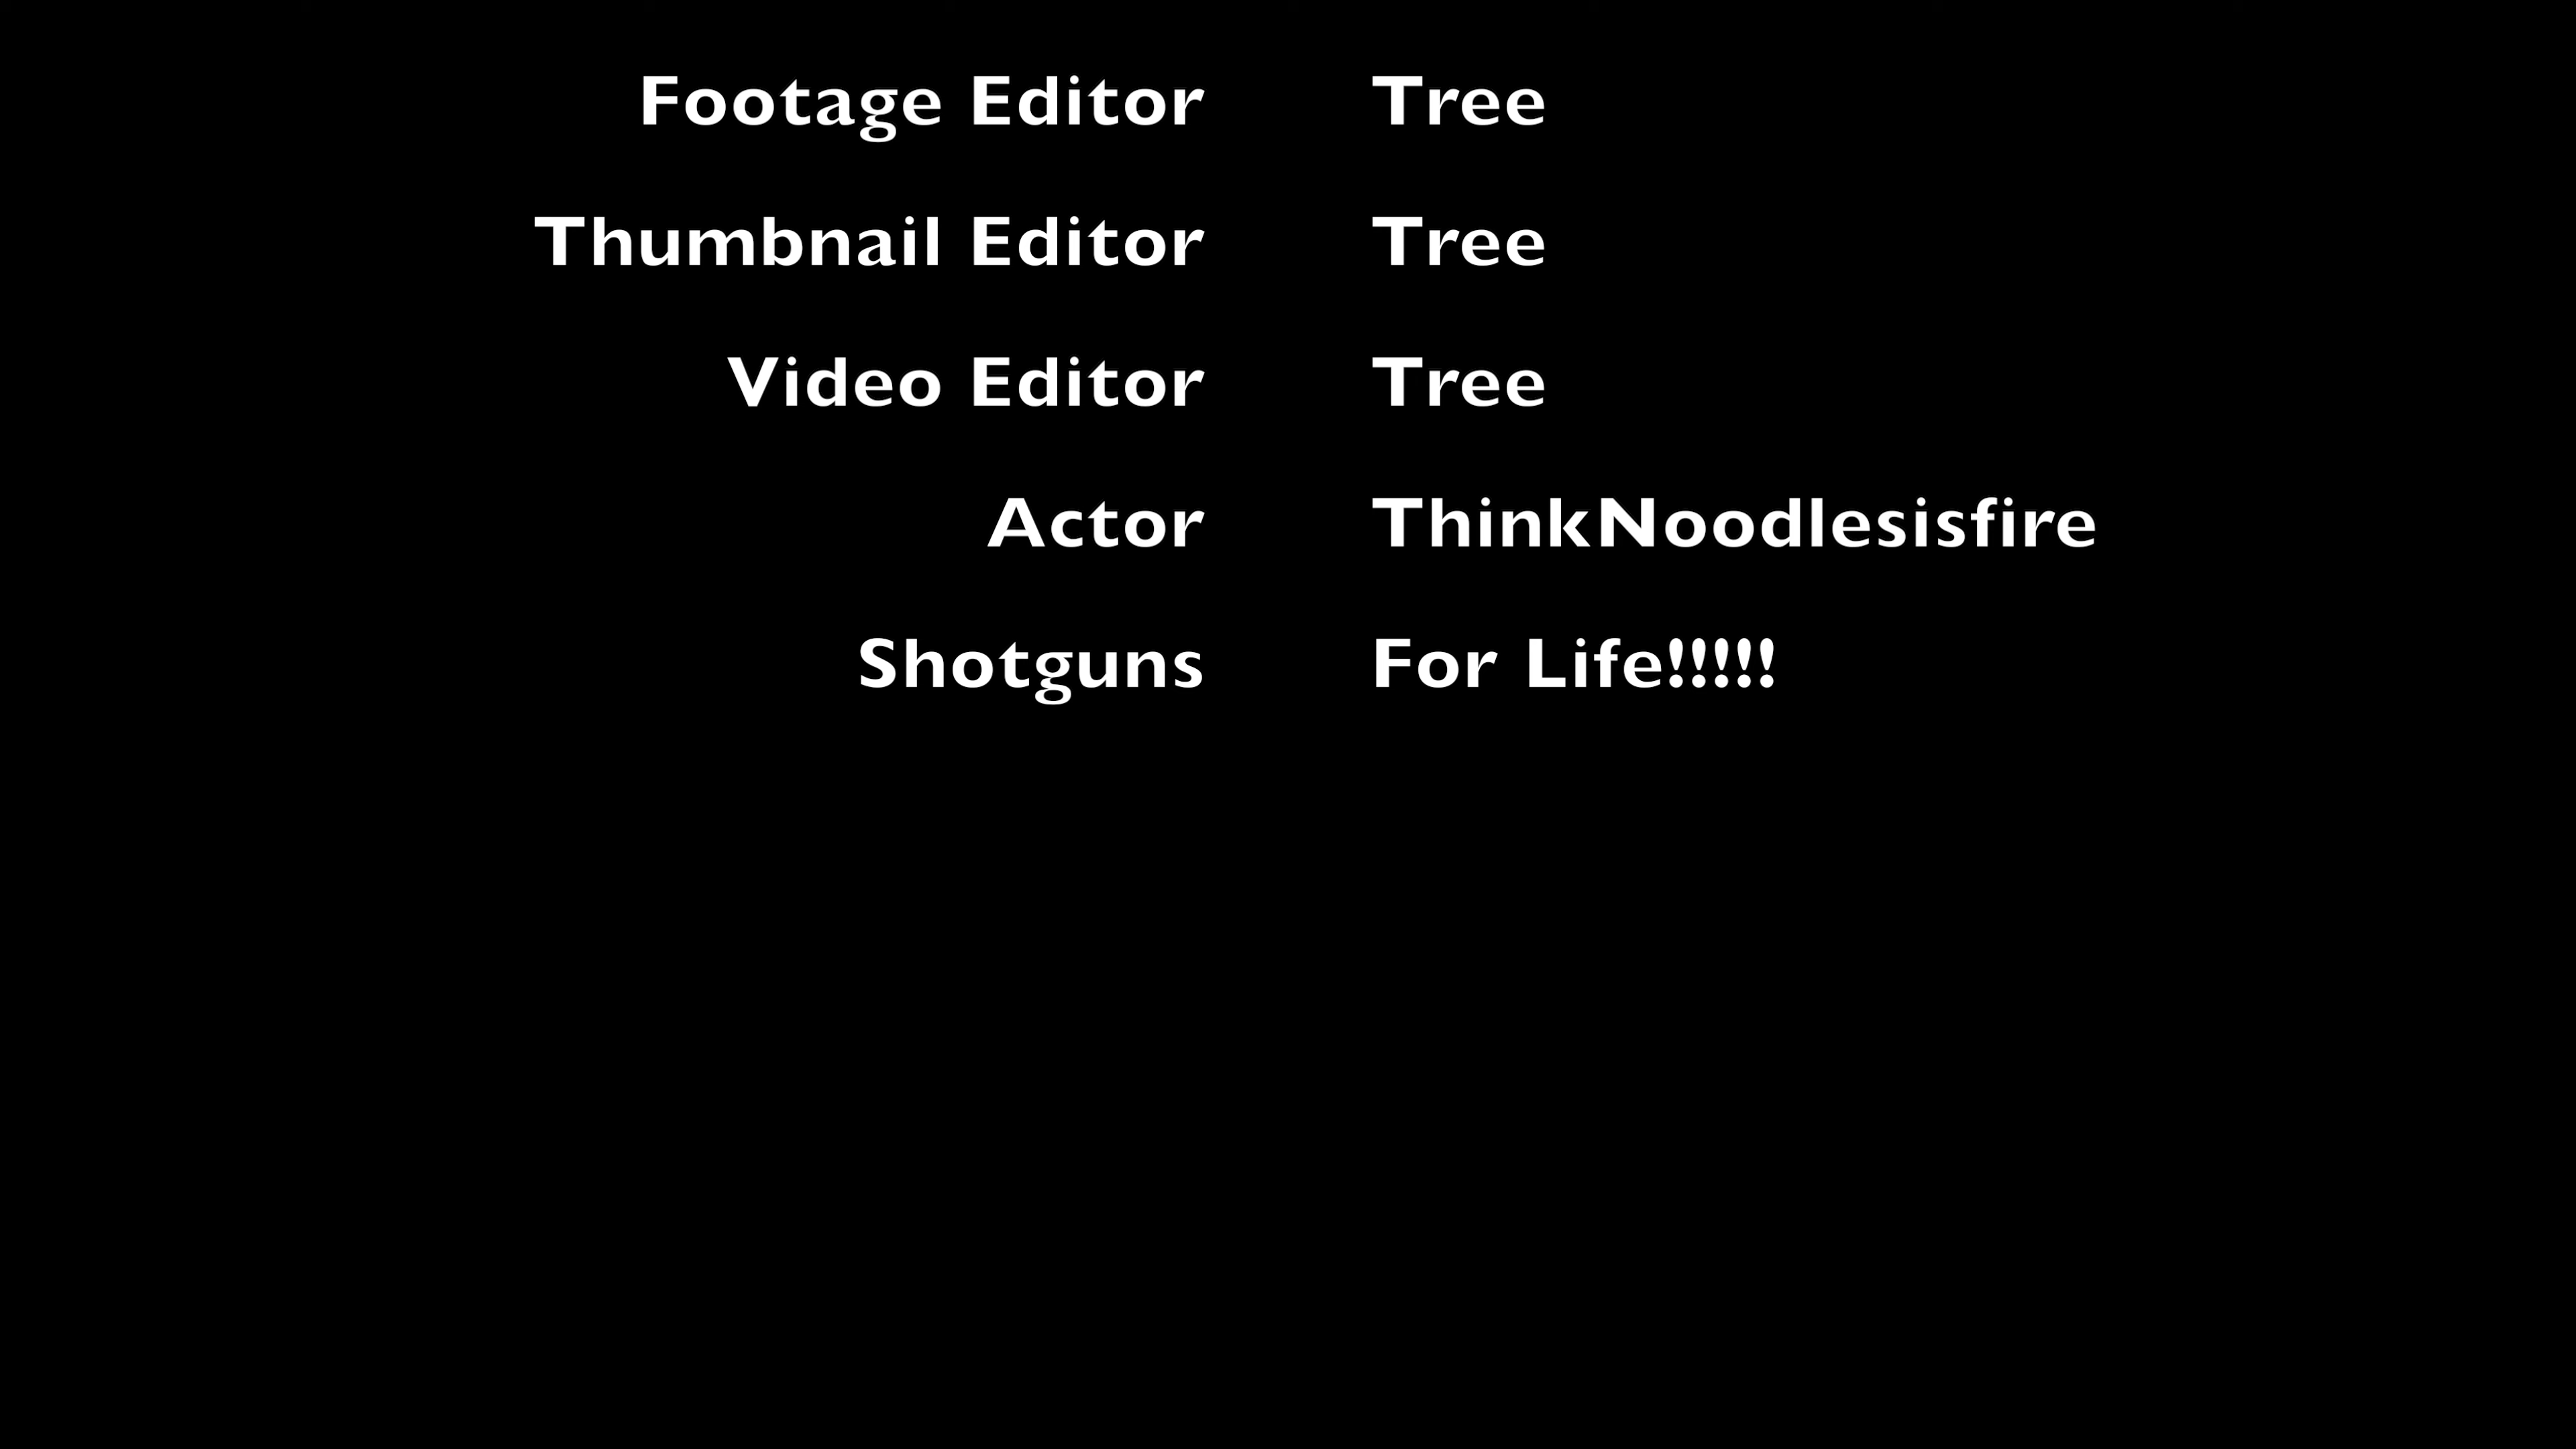 Footage Editor Tree
Thumbnail Editor Tree
Video Editor Tree
Actor ThinkNoodlesisfire
Shotguns For Life!!!!!